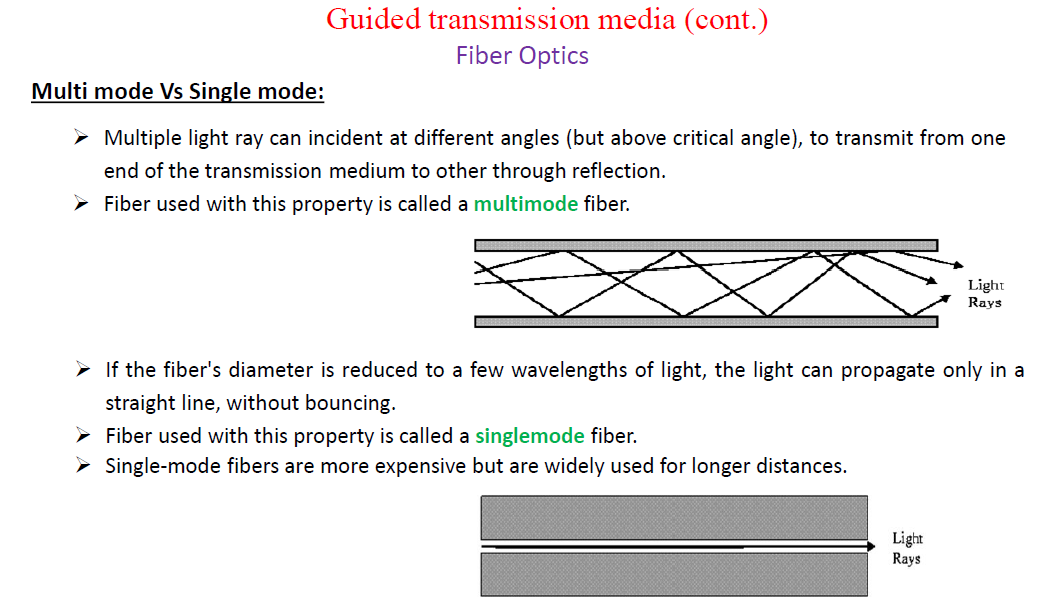 Guided transmission media (cont.)
Fiber Optics
Multi mode Vs Single mode:
➢ Multiple light ray can incident at different angles (but above critical angle), to transmit from one
end of the transmission medium to other through reflection.
➢ Fiber used with this property is called a multimode fiber.
Light
Rays
➢ If the fiber's diameter is reduced to a few wavelengths of light, the light can propagate only in a
straight line, without bouncing.
➢ Fiber used with this property is called a singlemode fiber.
➢ Single-mode fibers are more expensive but are widely used for longer distances.
Light
Rays